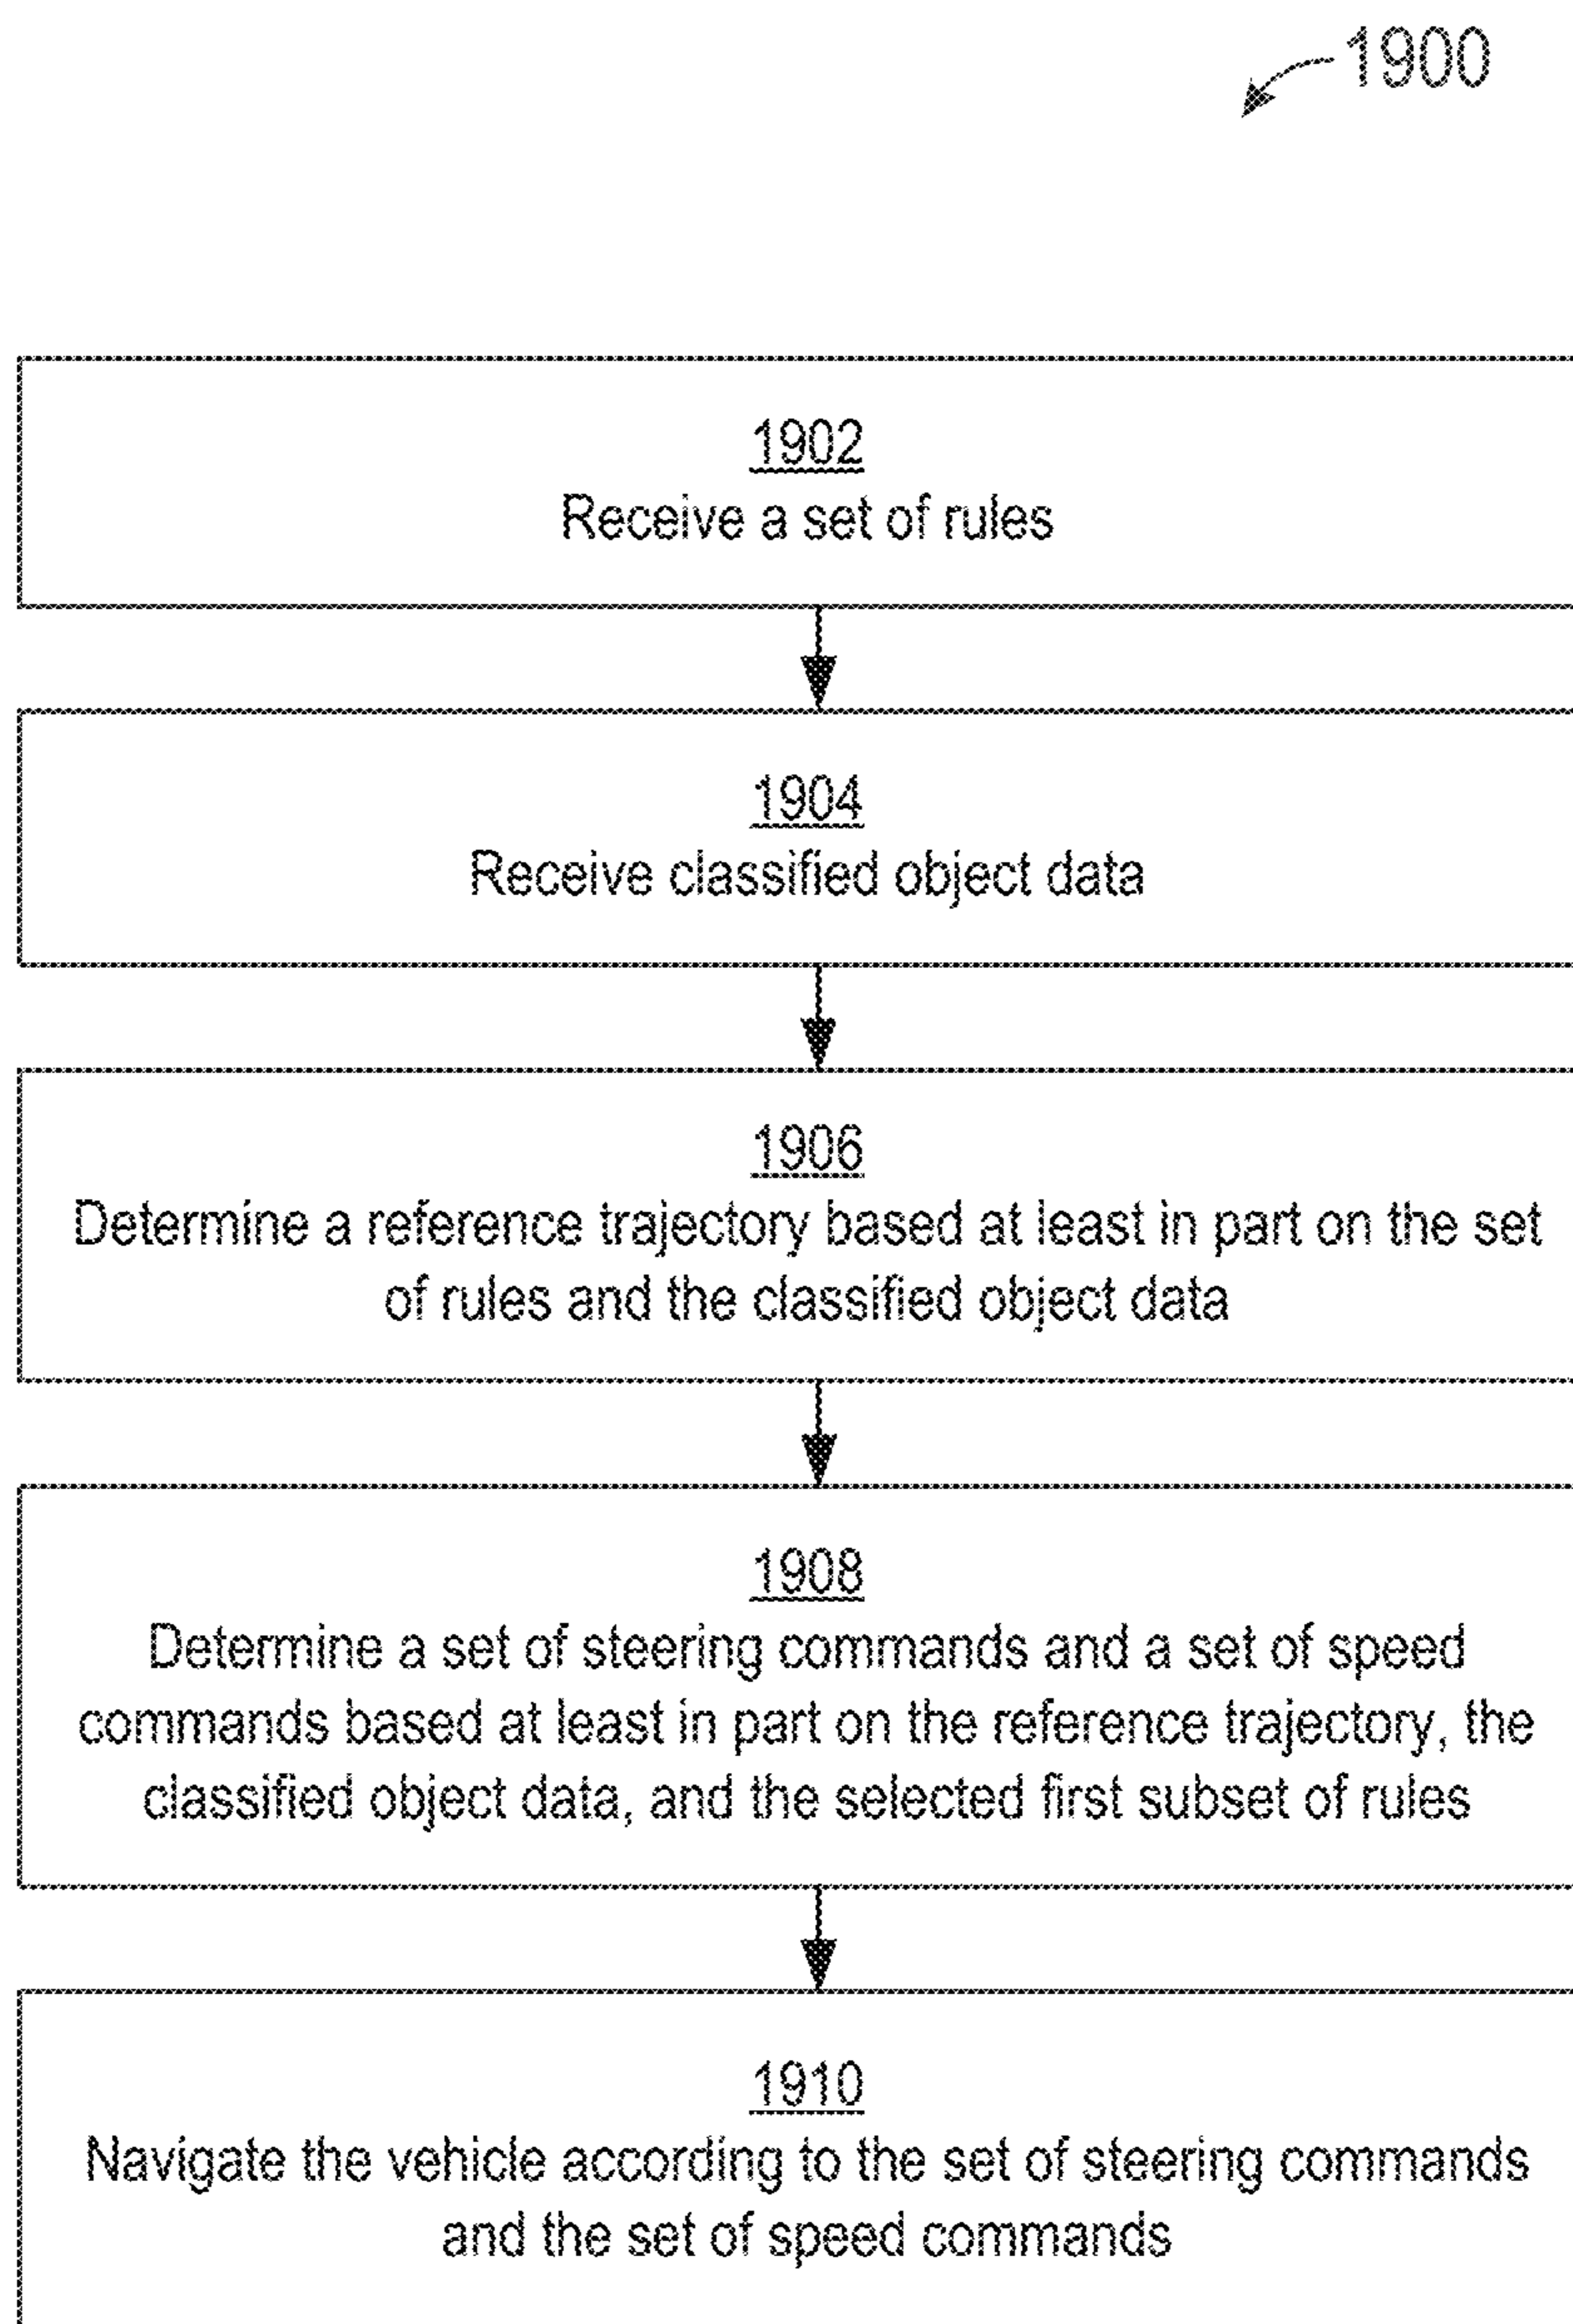 1900
1902
Receive a set of rules
1904
Receive classified object data
1906
Determine a reference trajectory based at least in part on the set
of rules and the classified object data
1908
Determine a set of steering commands and a set of speed
commands based at least in part on the reference trajectory, the
classified object data, and the selected first subset of rules
1910
Navigate the vehicle according to the set of steering commands
and the set of speed commands